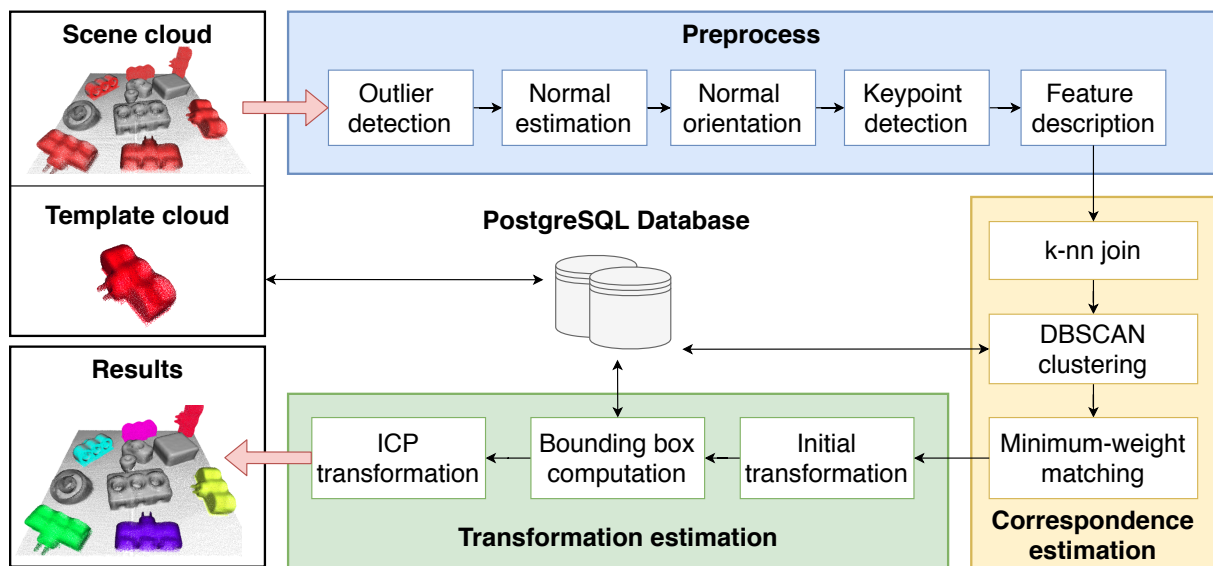 Scene cloud
Template cloud
Results
Preprocess
Outlier
detection
Normal
estimation
Normal
orientation
Keypoint
detection
Feature
description
PostgreSQL Database
k-nn join
DBSCAN
clustering
Minimum-weight
matching
Correspondence
estimation
Initial
transformation
Bounding box
computation
ICP
transformation
Transformation estimation